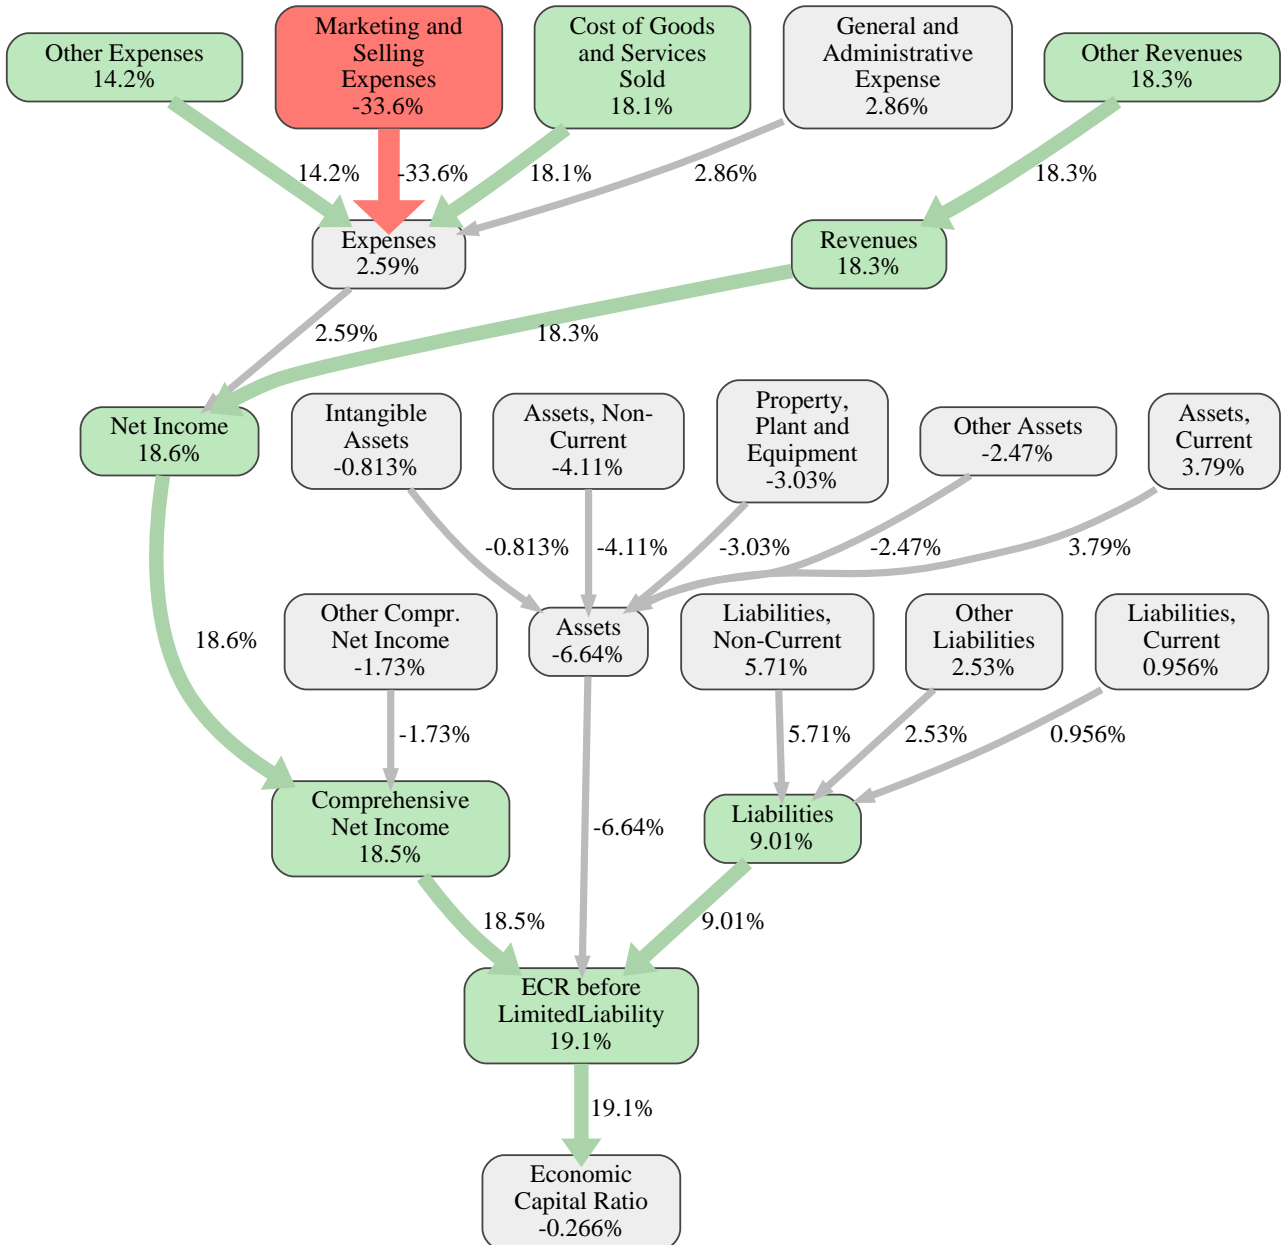 Other Expenses
14.2%
Marketing and
Selling
Expenses
-33.6%
Cost of Goods
and Services
Sold
18.1%
General and
Administrative
Expense
2.86%
Other Revenues
18.3%
14.2%
-33.6%
18.1%
2.86%
18.3%
Expenses
2.59%
Revenues
18.3%
2.59%
18.3%
Net Income
18.6%
Intangible
Assets
-0.813%
Assets, Non-
Current
-4.11%
Property,
Plant and
Equipment
-3.03%
Other Assets
-2.47%
Assets,
Current
3.79%
-0.813%
-4.11%
-3.03%
-2.47%
3.79%
18.6%
Other Compr.
Net Income
-1.73%
Assets
-6.64%
Liabilities,
Non-Current
5.71%
Other
Liabilities
2.53%
Liabilities,
Current
0.956%
-1.73%
5.71%
2.53%
0.956%
Comprehensive
Net Income
18.5%
-6.64%
Liabilities
9.01%
18.5%
9.01%
ECR before
LimitedLiability
19.1%
19.1%
Economic
Capital Ratio
-0.266%